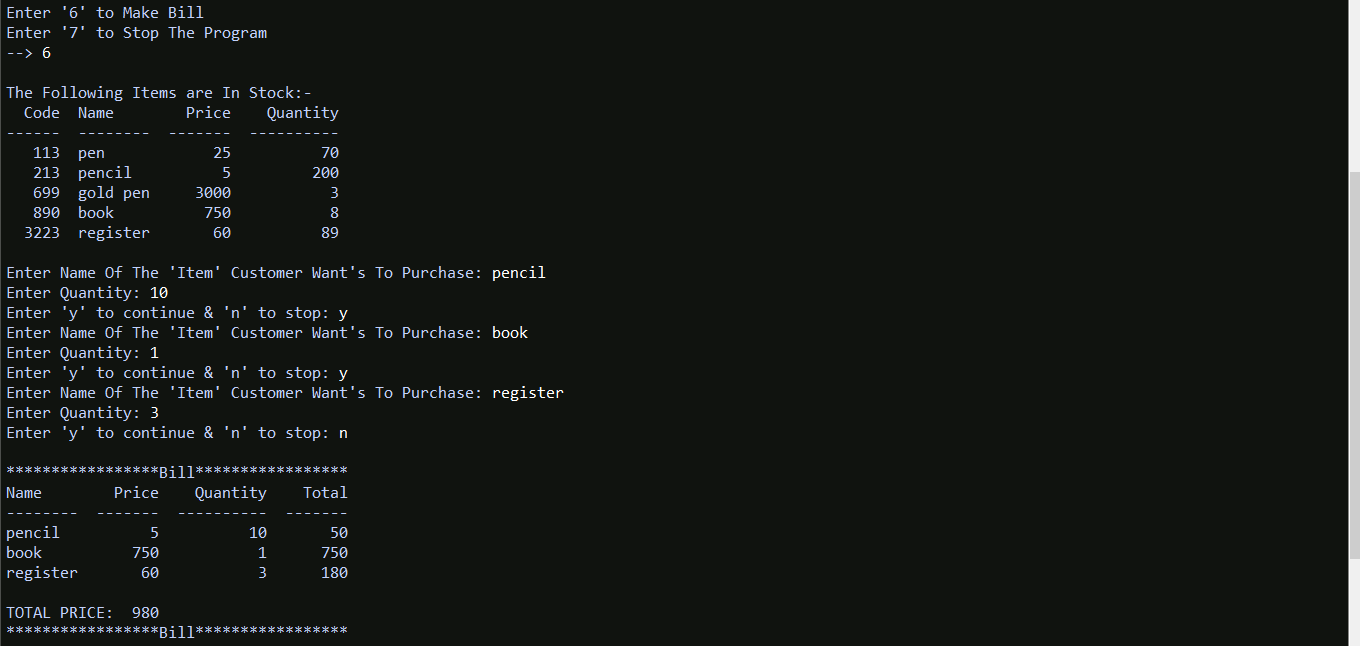 Enter '6' to Make Bill
Enter '7' to Stop The Program
--> 6
The Following Items are In Stock:-
  Code  Name        Price    Quantity
------  --------  -------  ----------
   113  pen            25          70
   213  pencil          5         200
   699  gold pen     3000           3
   890  book          750           8
  3223  register       60          89
Enter Name Of The 'Item' Customer Want's To Purchase: pencil
Enter Quantity: 10
Enter 'y' to continue & 'n' to stop: y
Enter Name Of The 'Item' Customer Want's To Purchase: book
Enter Quantity: 1
Enter 'y' to continue & 'n' to stop: y
Enter Name Of The 'Item' Customer Want's To Purchase: register
Enter Quantity: 3
Enter 'y' to continue & 'n' to stop: n
*****************Bill*****************
Name        Price    Quantity    Total
--------  -------  ----------  -------
pencil          5          10       50
book          750           1      750
register       60           3      180
TOTAL PRICE:  980
*****************Bill*****************